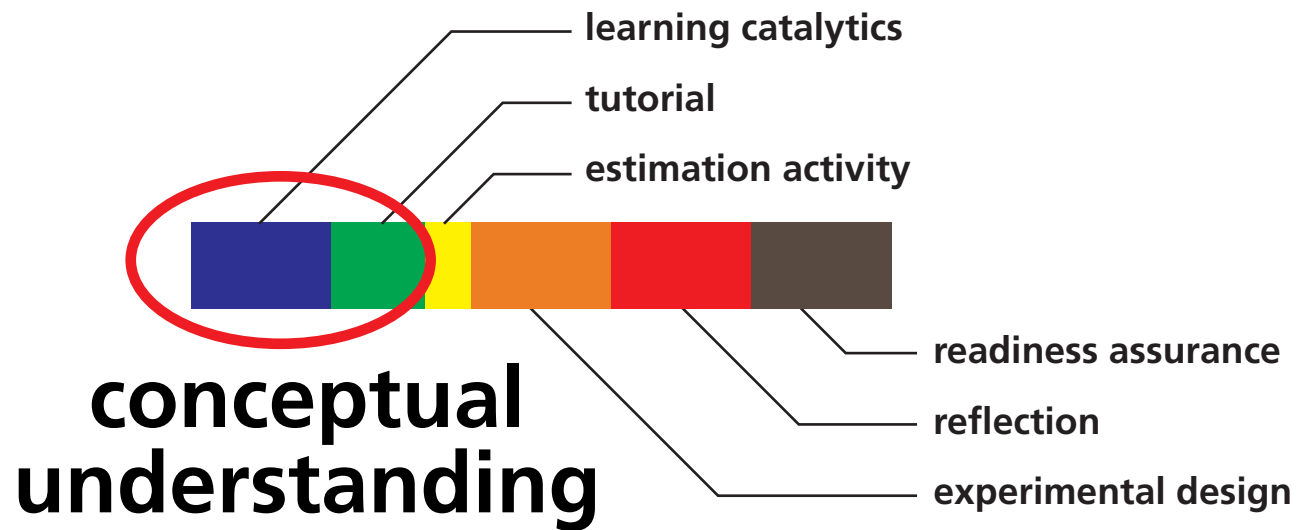 learning catalytics
tutorial
estimation activity
readiness assurance
conceptual
reflection
understanding
experimental design